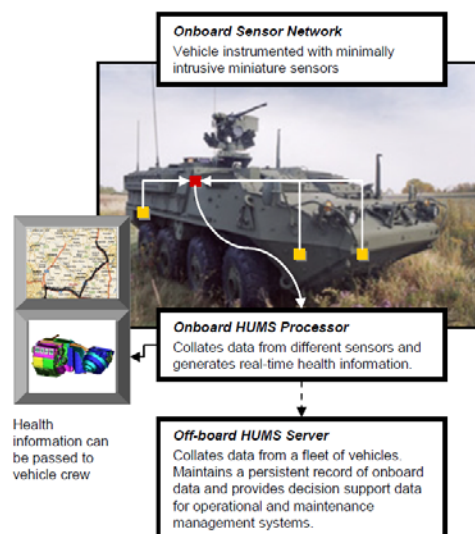 Onboard Sensor Network
Vehicle instrumented with minimally
intrusive miniature sensors
Onboard HUMS Processor
Collates data from different sensors and
generates real-time health information.
Health
information can
be passed to
vehicle crew
Off-board HUMS Server
Collates data from a fleet of vehicles.
Maintains a persistent record of onboard
data and provides decision support data
for operational and maintenance
management systems.